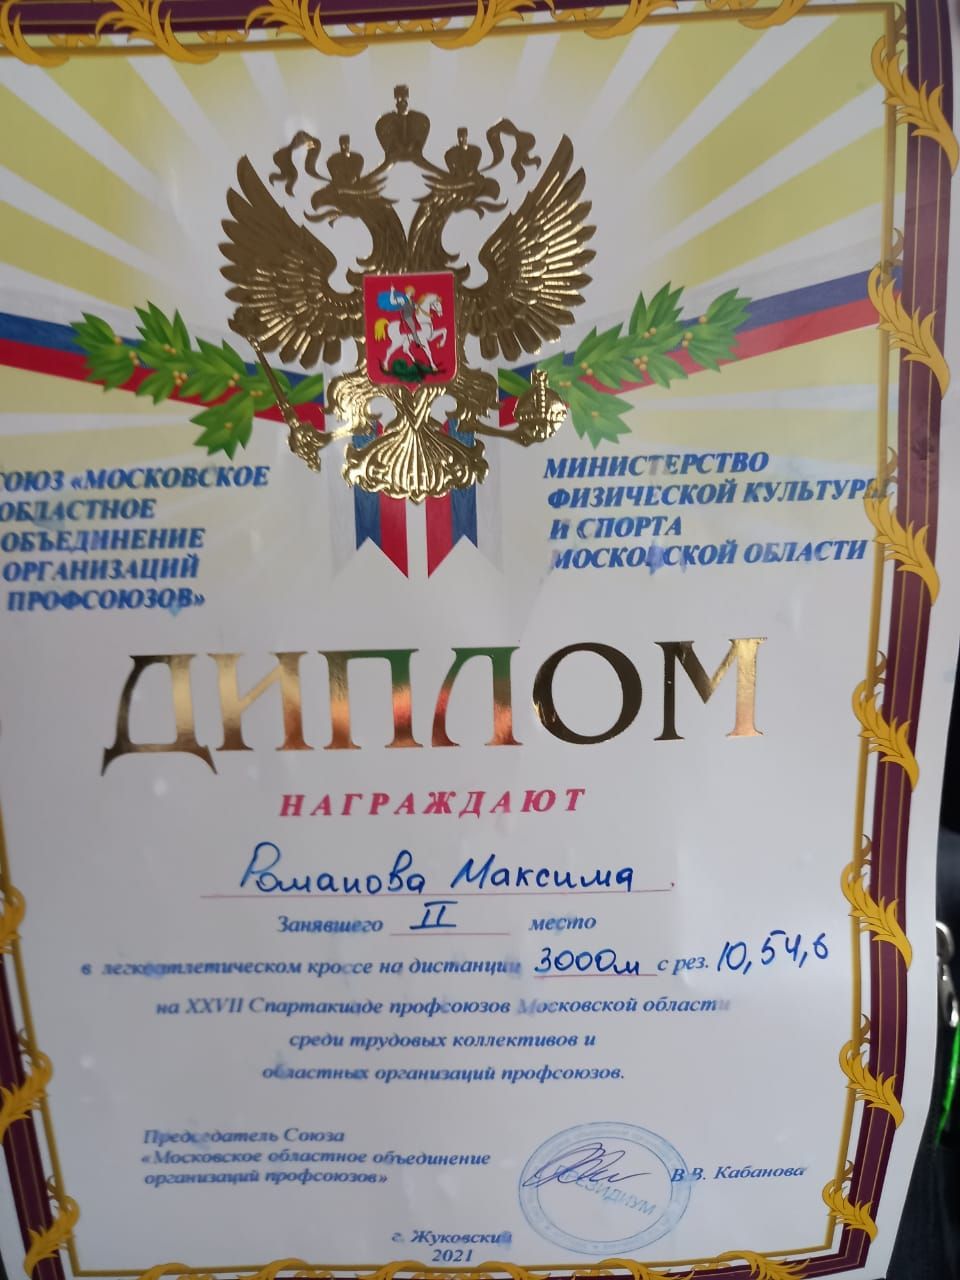 СОЮЗ «МОСКОВСКОЕ
ОБЛАСТНОЕ
ОБЪЕДИНЕНИЕ
ОРГАНИЗАЦИЙ
ПРОФСОЮЗОВ»
МИНИСТЕРСТВО
ФИЗИЧЕСКОЙ КУЛЬТУРЫ
И СПОРТА
МОСКОВСКОЙ ОБЛАСТИ
ДИПЛОМ
НАГРАЖДАЮТ
Романова Максима
Занявшего II место
в легкоатлетическом кроссе на дистанции 3000м с рез. 10,54,6
на XXVII Спартакиаде профсоюзов Московской области
среди трудовых коллективов и
областных организаций профсоюзов.
Председатель Союза
«Московское областное объединение
организаций профсоюзов»
ПРЕЗИДИУМ
В.В. Кабанова
г. Жуковский
2021